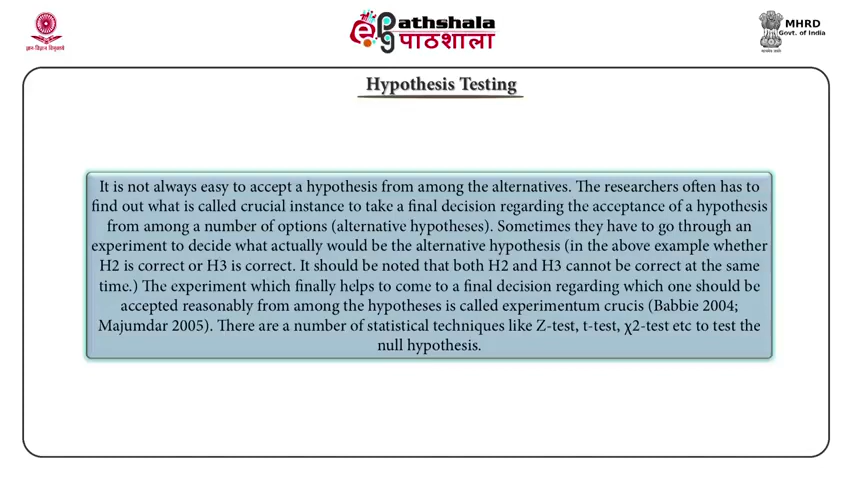 ePathshala
पाठशाला
MHRD
Govt. of India
Hypothesis Testing
It is not always easy to accept a hypothesis from among the alternatives. The researchers often has to
find out what is called crucial instance to take a final decision regarding the acceptance of a hypothesis
from among a number of options (alternative hypotheses). Sometimes they have to go through an
experiment to decide what actually would be the alternative hypothesis (in the above example whether
H2 is correct or H3 is correct. It should be noted that both H2 and H3 cannot be correct at the same
time.) The experiment which finally helps to come to a final decision regarding which one should be
accepted reasonably from among the hypotheses is called experimentum crucis (Babbie 2004;
Majumdar 2005). There are a number of statistical techniques like Z-test, t-test, χ2-test etc to test the
null hypothesis.